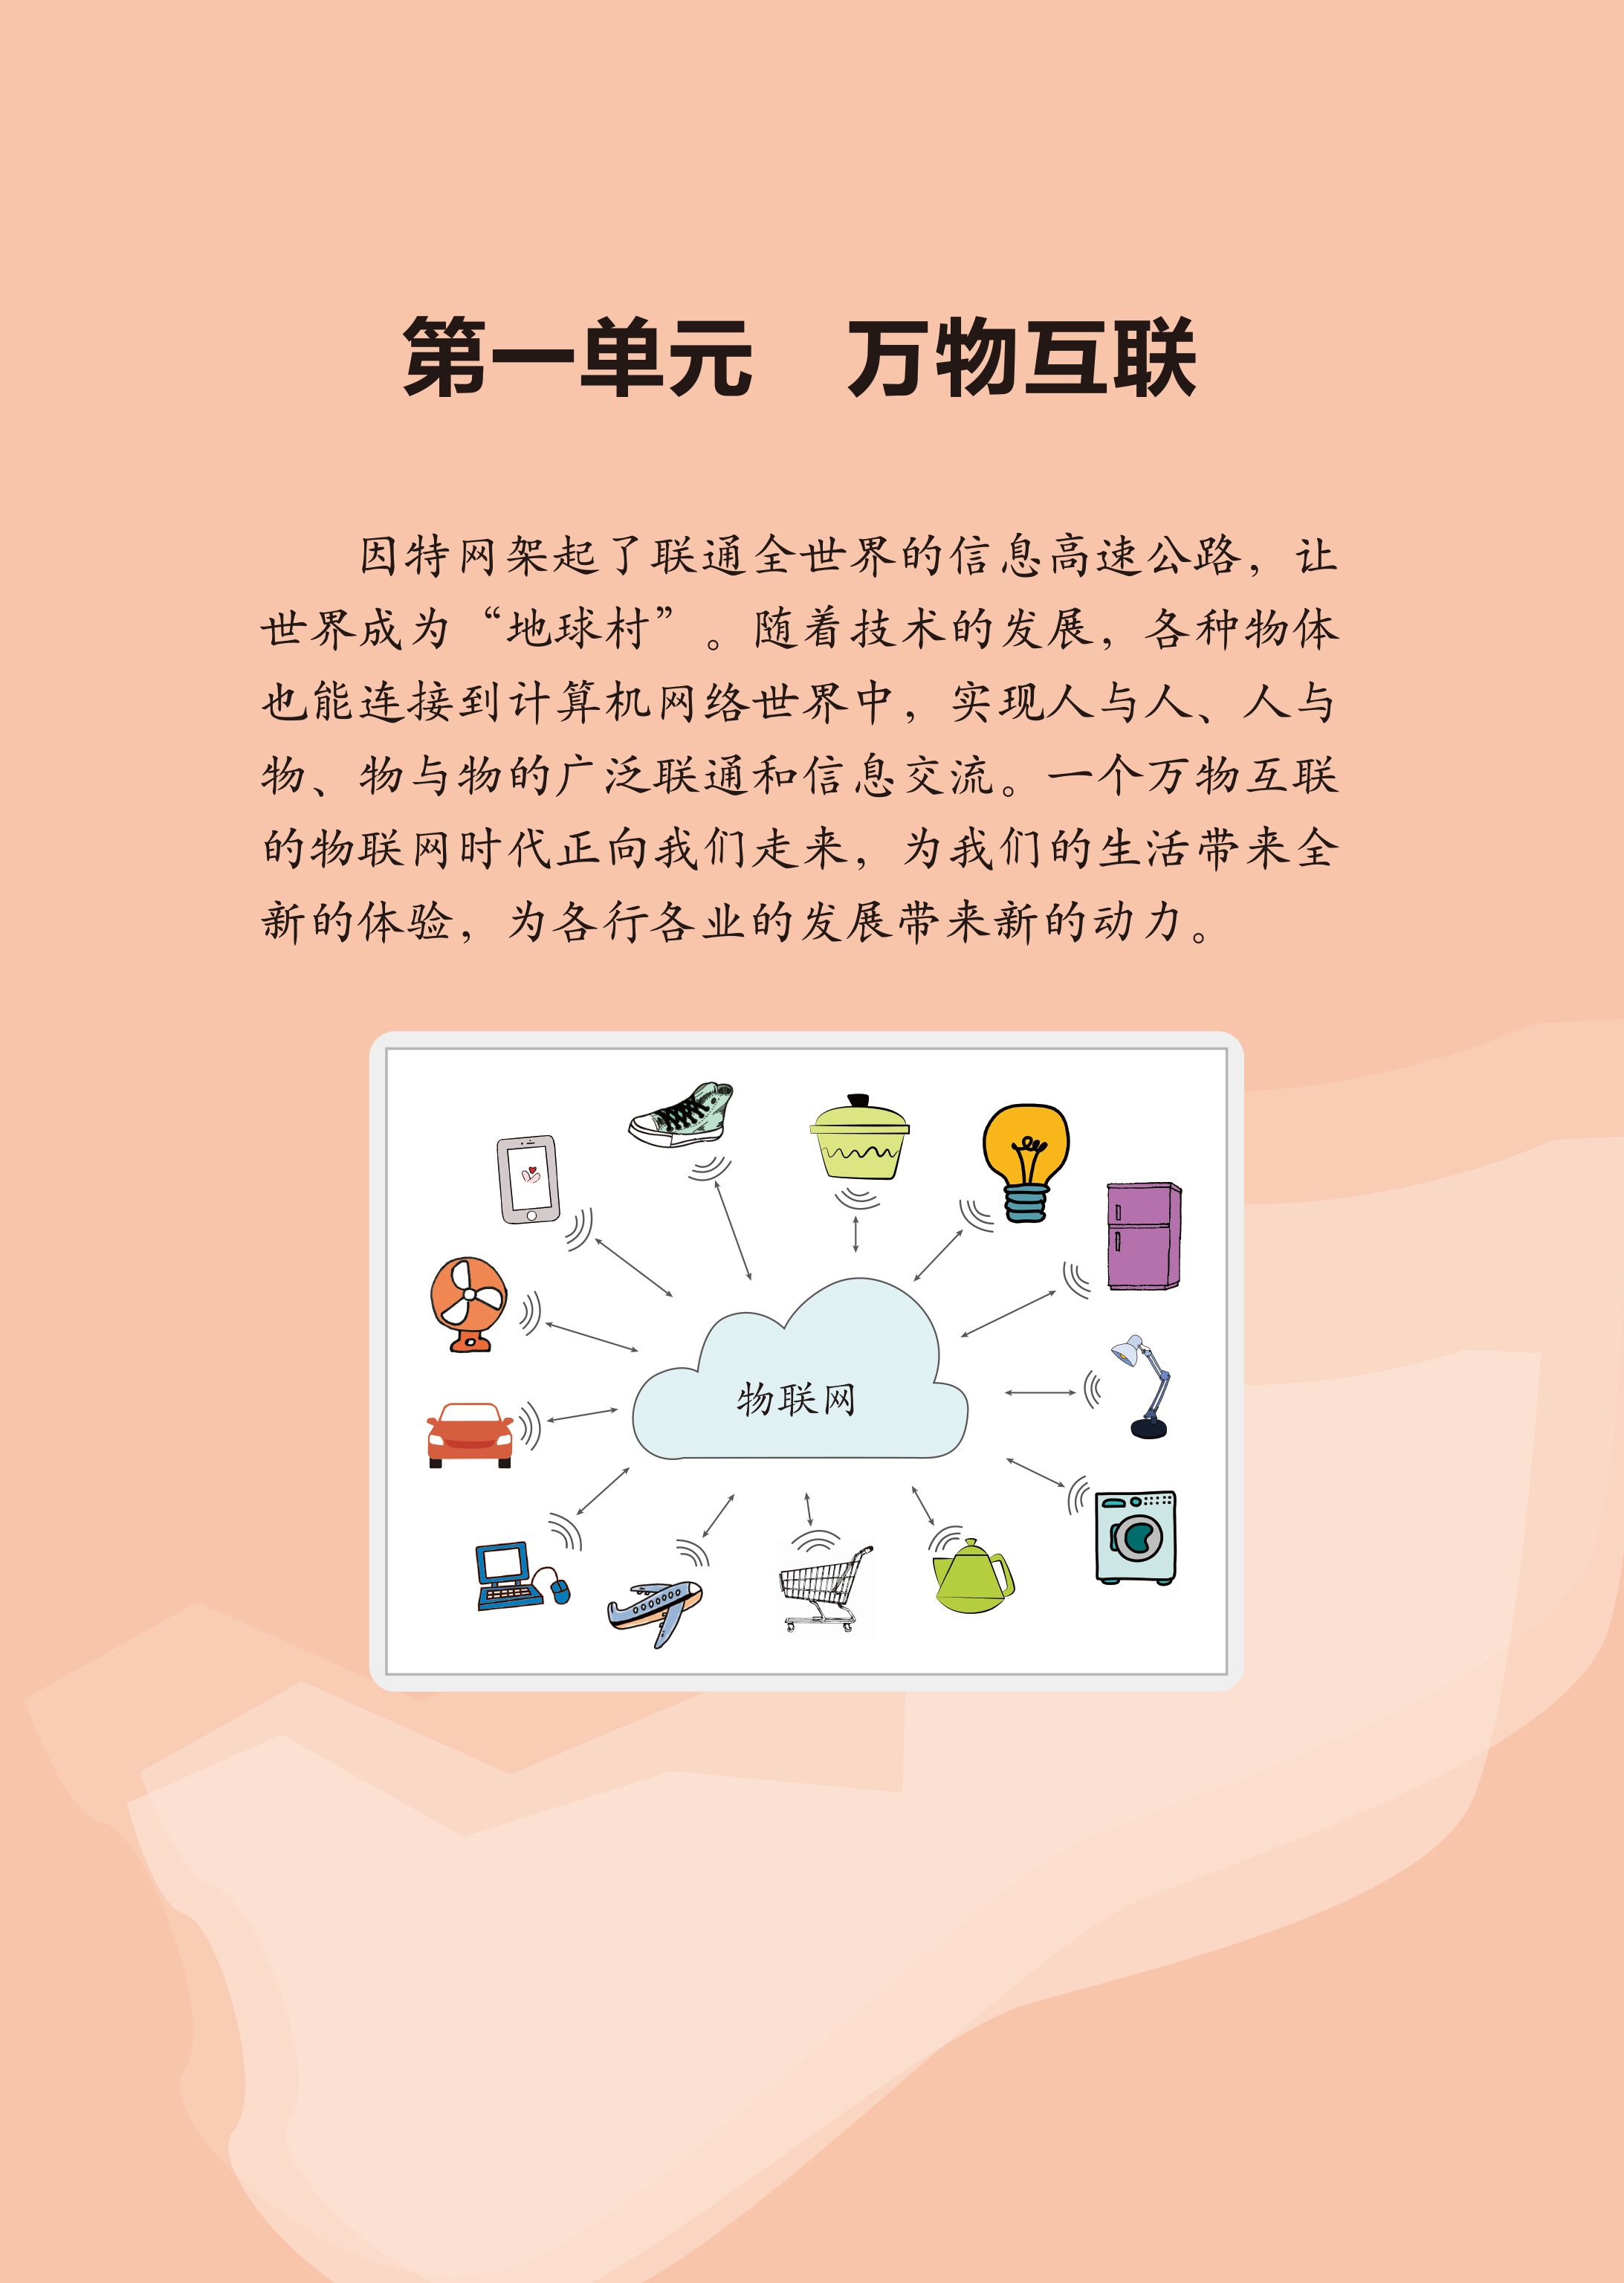 第一单元　万物互联
因特网架起了联通全世界的信息高速公路，让
世界成为“地球村”。随着技术的发展，各种物体
也能连接到计算机网络世界中，实现人与人、人与
物、物与物的广泛联通和信息交流。一个万物互联
的物联网时代正向我们走来，为我们的生活带来全
新的体验，为各行各业的发展带来新的动力。
物联网